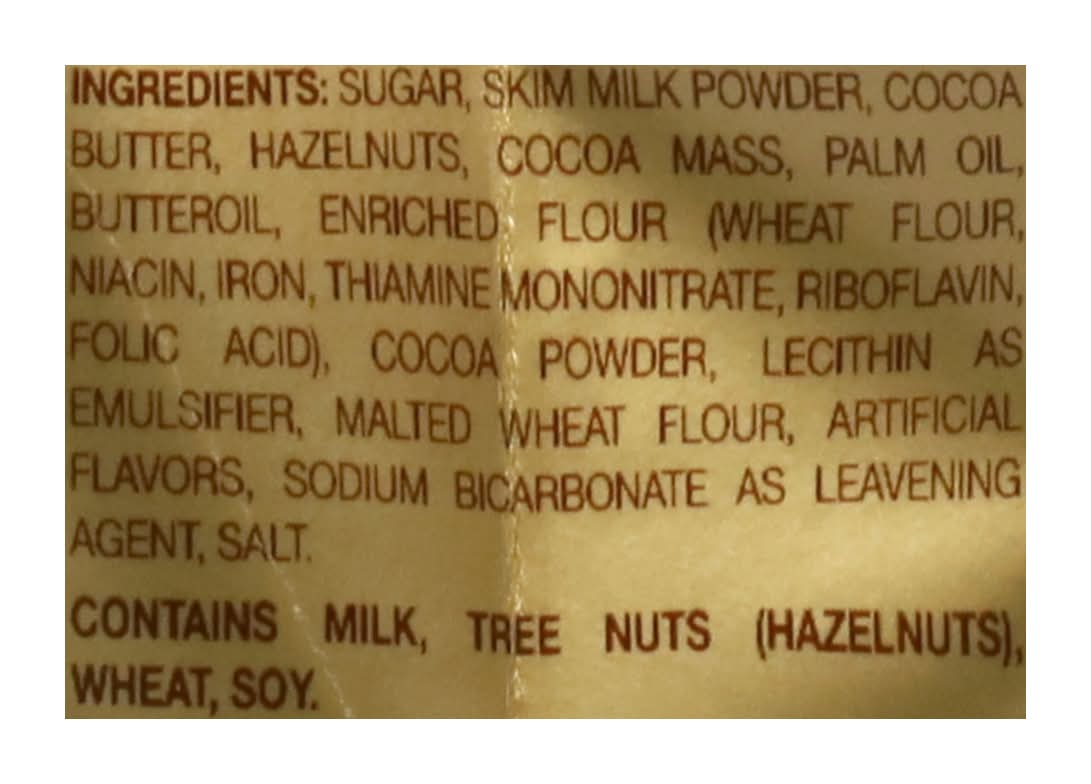 INGREDIENTS: SUGAR, SKIM MILK POWDER, COCOA
BUTTER, HAZELNUTS, COCOA MASS, PALM OIL,
BUTTEROIL, ENRICHED FLOUR (WHEAT FLOUR,
NIACIN, IRON, THIAMINE MONONITRATE, RIBOFLAVIN,
FOLIC ACID), COCOA POWDER, LECITHIN AS
EMULSIFIER, MALTED WHEAT FLOUR, ARTIFICIAL
FLAVORS, SODIUM BICARBONATE AS LEAVENING
AGENT, SALT.
CONTAINS MILK, TREE NUTS (HAZELNUTS),
WHEAT, SOY.